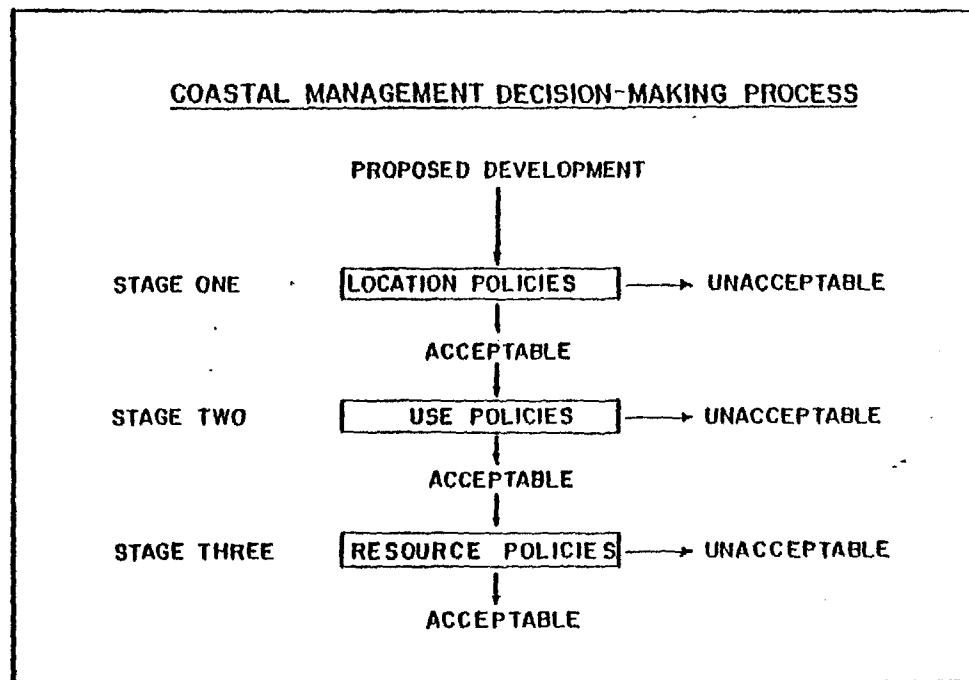 COASTAL MANAGEMENT DECISION-MAKING PROCESS
PROPOSED DEVELOPMENT
STAGE ONE LOCATION POLICIES UNACCEPTABLE
ACCEPTABLE
STAGE TWO USE POLICIES UNACCEPTABLE
ACCEPTABLE
STAGE THREE RESOURCE POLICIES UNACCEPTABLE
ACCEPTABLE